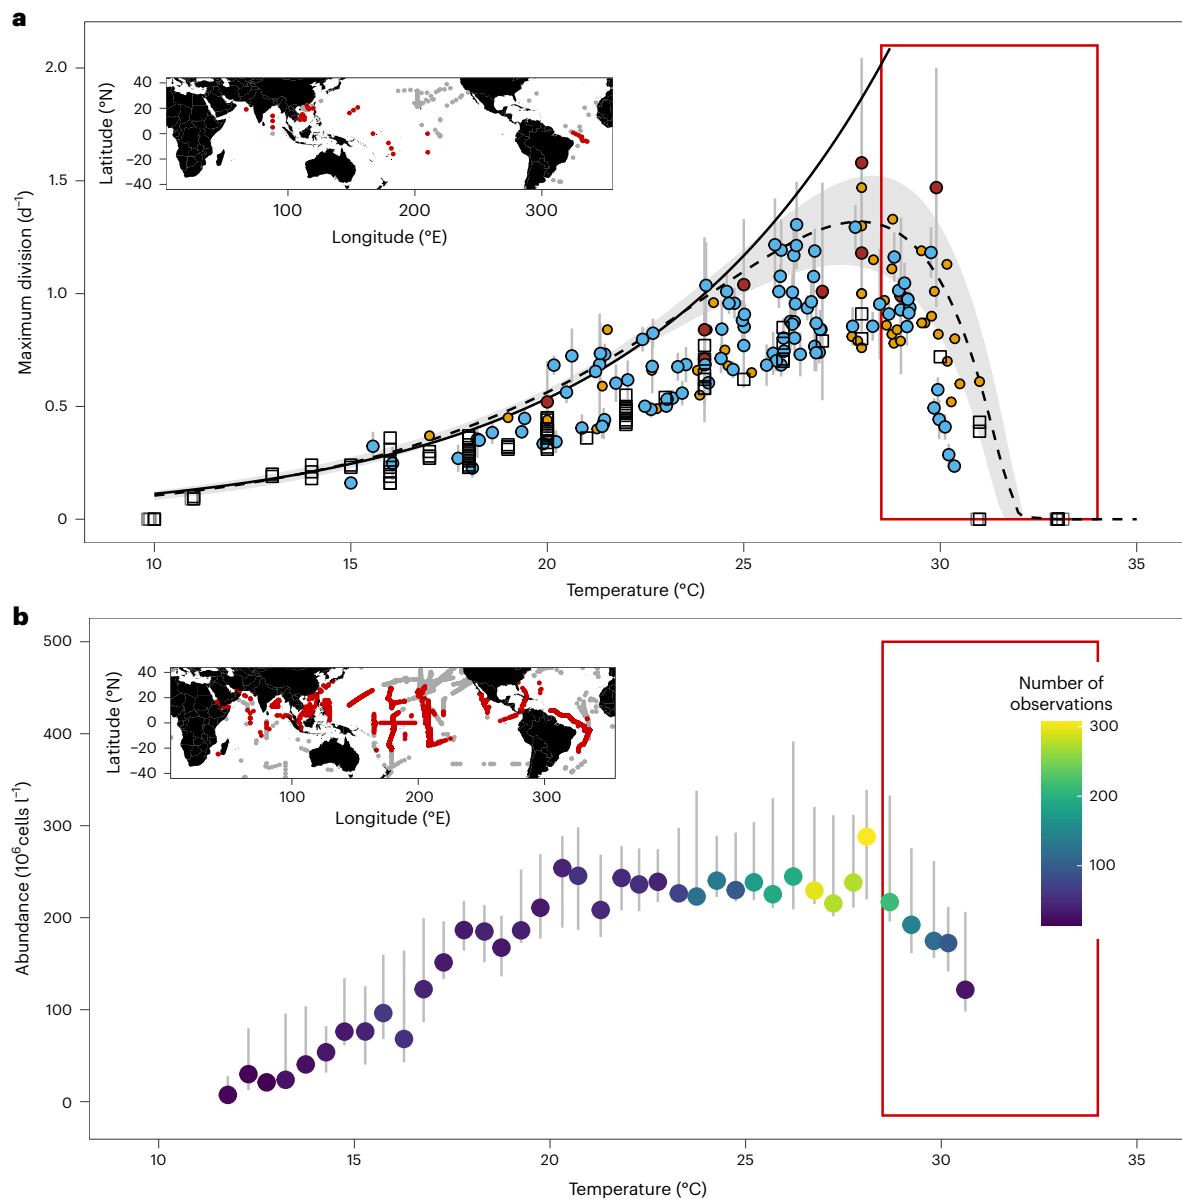 a
2.0
1.5
1.0
0.5
0
Maximum division (d⁻¹)
40
20
0
−20
−40
Latitude (°N)
100 200 300
Longitude (°E)
10 15 20 25 30 35
Temperature (°C)
b
500
400
300
200
100
0
Abundance (10⁶cells l⁻¹)
40
20
0
−20
−40
Latitude (°N)
100 200 300
Longitude (°E)
Number of
observations
300
200
100
10 15 20 25 30 35
Temperature (°C)